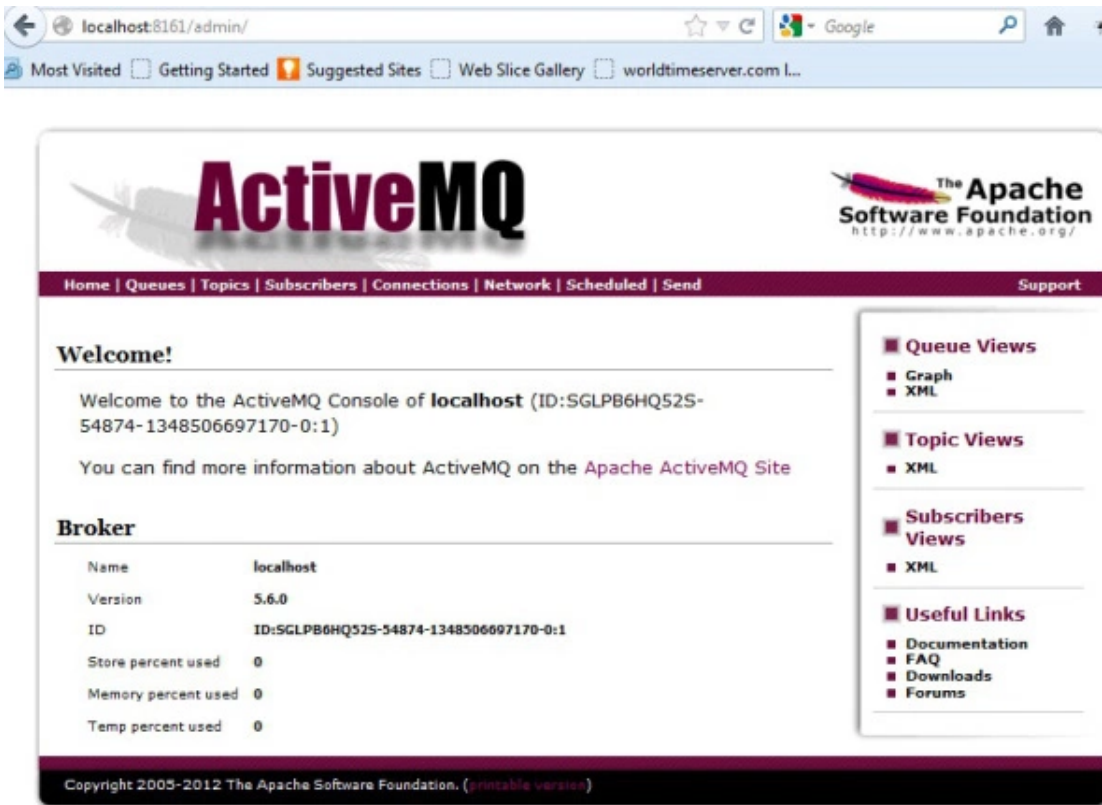 localhost:8161/admin/
Google
Most Visited Getting Started Suggested Sites Web Slice Gallery worldtimeserver.com I...
ActiveMQ
The Apache
Software Foundation
http://www.apache.org/
Home | Queues | Topics | Subscribers | Connections | Network | Scheduled | Send
Support
Welcome!
Welcome to the ActiveMQ Console of localhost (ID:SGLPB6HQ52S-
54874-1348506697170-0:1)
You can find more information about ActiveMQ on the Apache ActiveMQ Site
Broker
Name localhost
Version 5.6.0
ID ID:SGLPB6HQ52S-54874-1348506697170-0:1
Store percent used 0
Memory percent used 0
Temp percent used 0
Queue Views
Graph
XML
Topic Views
XML
Subscribers
Views
XML
Useful Links
Documentation
FAQ
Downloads
Forums
Copyright 2005-2012 The Apache Software Foundation. (printable version)